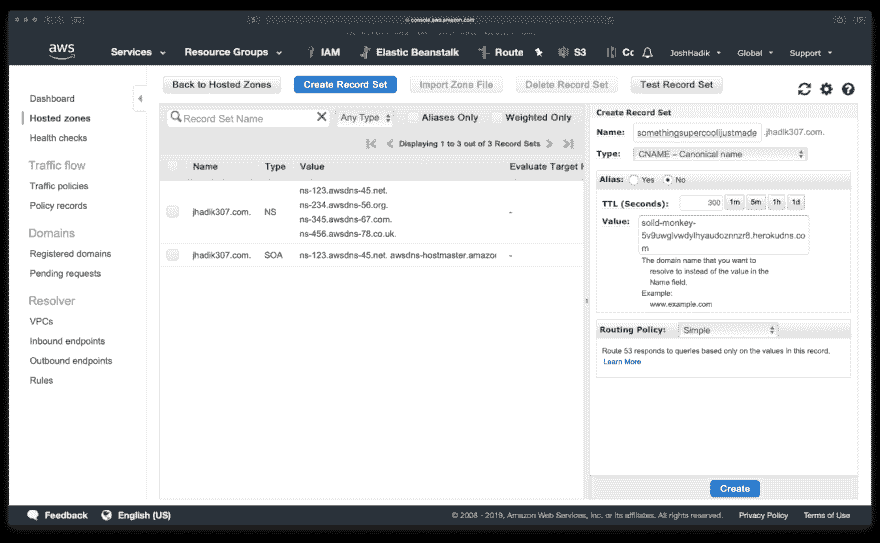 console.aws.amazon.com
aws Services Resource Groups IAM Elastic Beanstalk Route S3 JoshHadik Global Support
Back to Hosted Zones Create Record Set Import Zone File Delete Record Set Test Record Set
Dashboard
Hosted zones
Health checks
Traffic flow
Traffic policies
Policy records
Domains
Registered domains
Pending requests
Resolver
VPCs
Inbound endpoints
Outbound endpoints
Rules
Record Set Name Any Type Aliases Only Weighted Only
Displaying 1 to 3 out of 3 Record Sets
Name Type Value Evaluate Target H
jhadik307.com. NS
ns-123.awsdns-45.net.
ns-234.awsdns-56.org.
ns-345.awsdns-67.com.
ns-456.awsdns-78.co.uk.
-
jhadik307.com. SOA ns-123.awsdns-45.net. awsdns-hostmaster.amazo -
Create Record Set
Name: somethingsupercoolijustmade .jhadik307.com.
Type: CNAME – Canonical name
Alias: Yes No
TTL (Seconds): 300 1m 5m 1h 1d
Value:
The domain name that you want to
resolve to instead of the value in the
Name field.
Example:
www.example.com
Routing Policy: Simple
Route 53 responds to queries based only on the values in this record.
Learn More
Create
Feedback English (US) © 2008 - 2019, Amazon Web Services, Inc. or its affiliates. All rights reserved. Privacy Policy Terms of Use